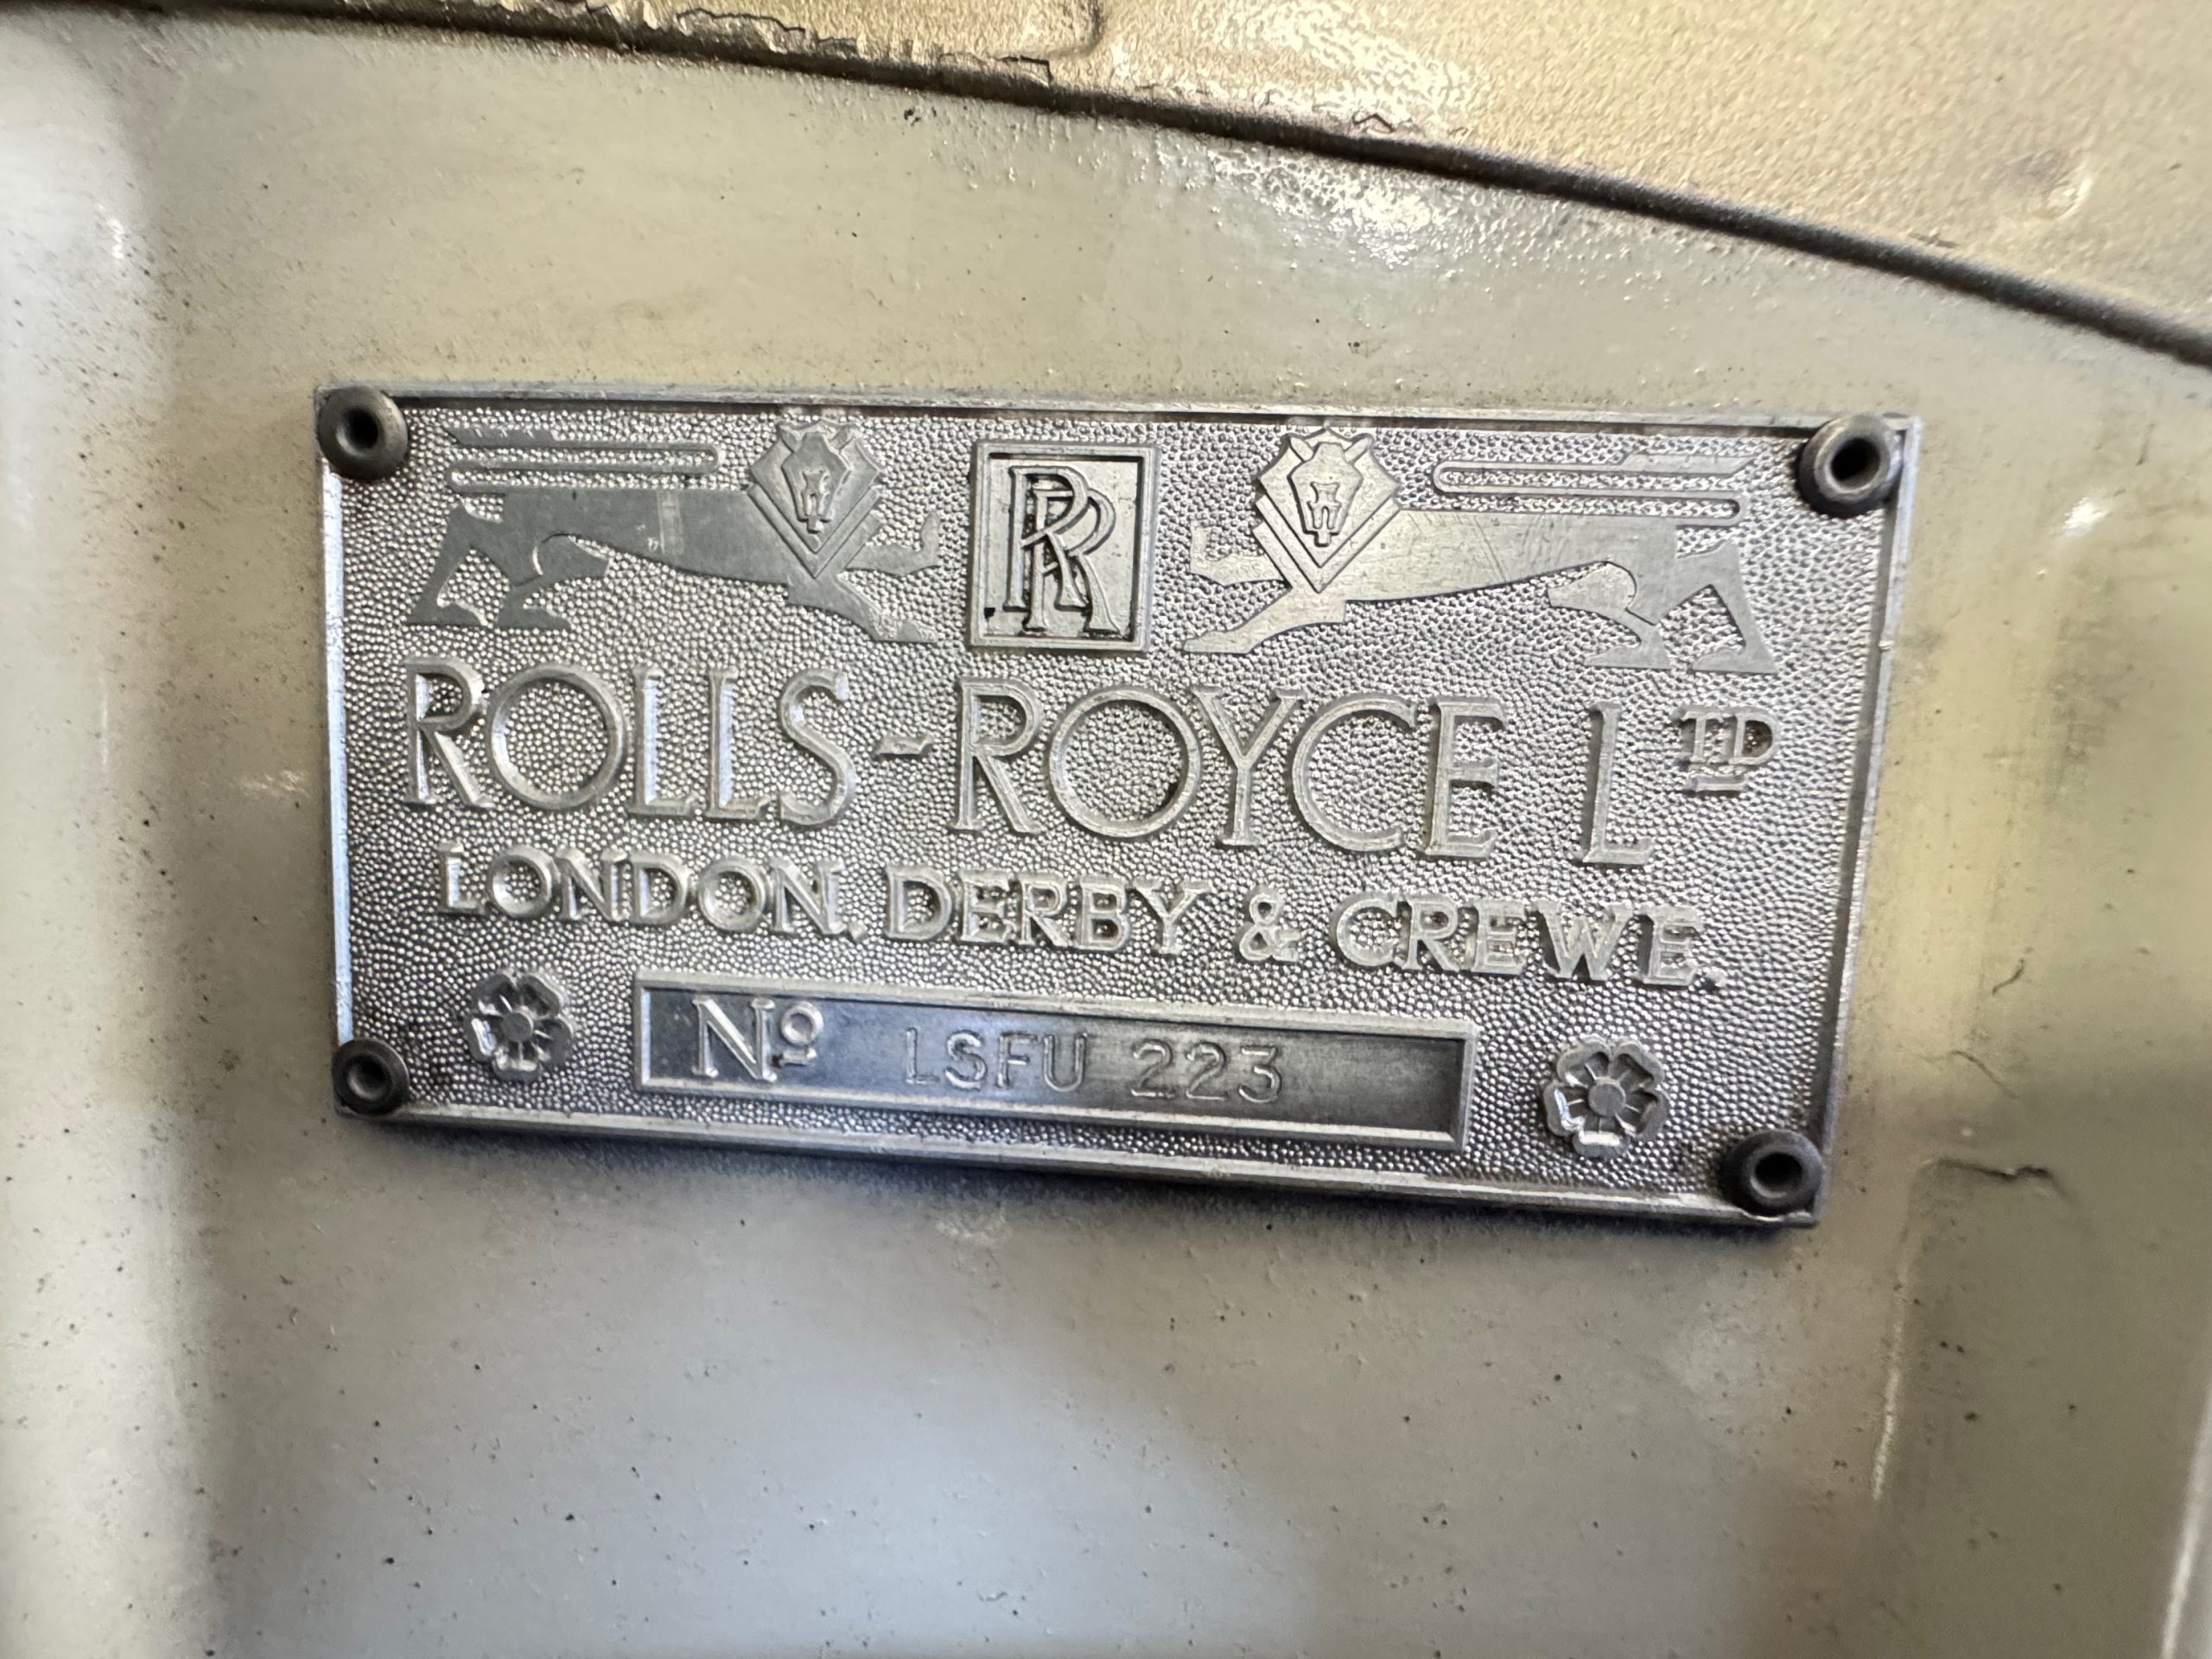 RR
ROLLS-ROYCE LTD
LONDON, DERBY & CREWE.
Nº LSFU 223